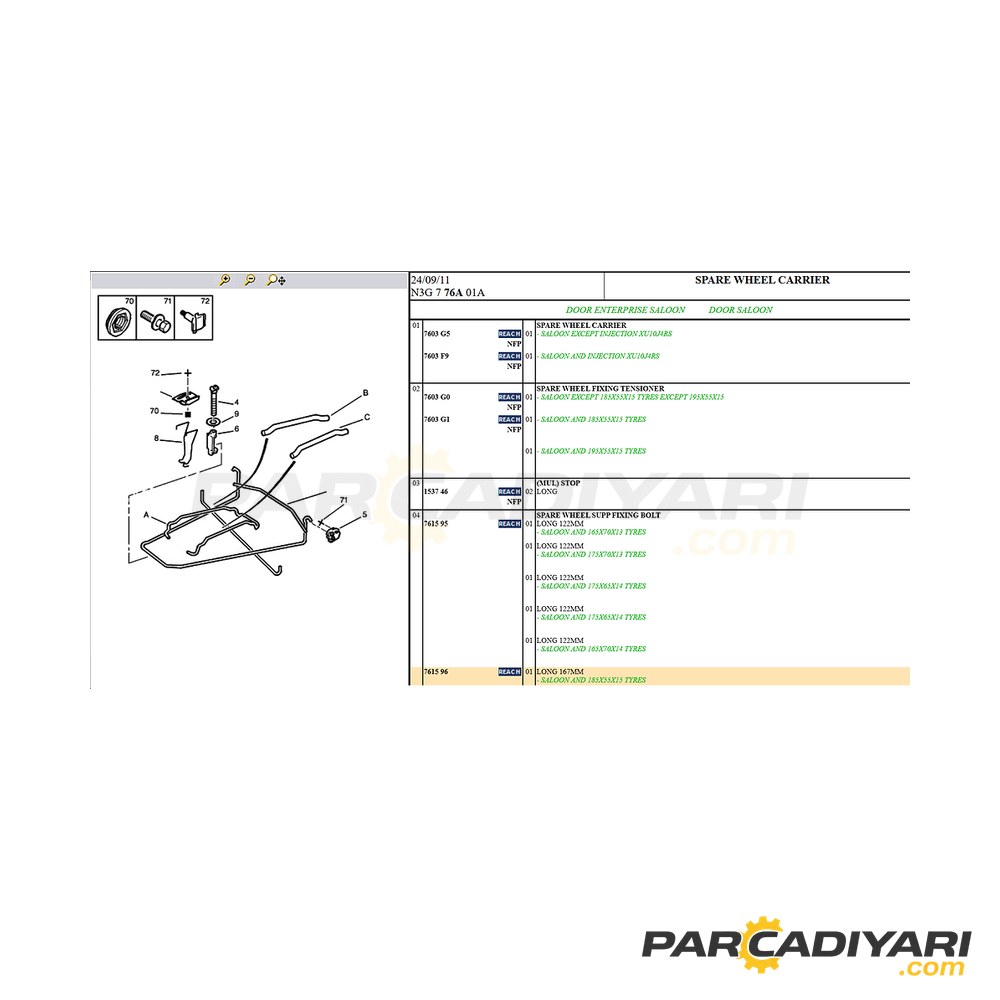 24/09/11
SPARE WHEEL CARRIER
N3G 7 76A 01A
DOOR ENTERPRISE SALOON DOOR SALOON
70 71 72
01 SPARE WHEEL CARRIER
7603 G5 REACH 01 - SALOON EXCEPT INJECTION XU10J4RS
NFP
7603 F9 REACH 01 - SALOON AND INJECTION XU10J4RS
NFP
02 SPARE WHEEL FIXING TENSIONER
7603 G0 REACH 01 - SALOON EXCEPT 185X55X15 TYRES EXCEPT 195X55X15
NFP
7603 G1 REACH 01 - SALOON AND 185X55X15 TYRES
NFP
01 - SALOON AND 195X55X15 TYRES
03 (MUL) STOP
1537 46 REACH 02 LONG
NFP
04 SPARE WHEEL SUPP FIXING BOLT
7615 95 REACH 01 LONG 122MM
- SALOON AND 165X70X13 TYRES
01 LONG 122MM
- SALOON AND 175X70X13 TYRES
01 LONG 122MM
- SALOON AND 175X65X14 TYRES
01 LONG 122MM
- SALOON AND 175X65X14 TYRES
01 LONG 122MM
- SALOON AND 165X70X14 TYRES
7615 96 REACH 01 LONG 167MM
- SALOON AND 185X55X15 TYRES
72
4
B
70
9
C
8
6
A
71
5
PARCADIYARI
.com
PARCADIYARI
.com